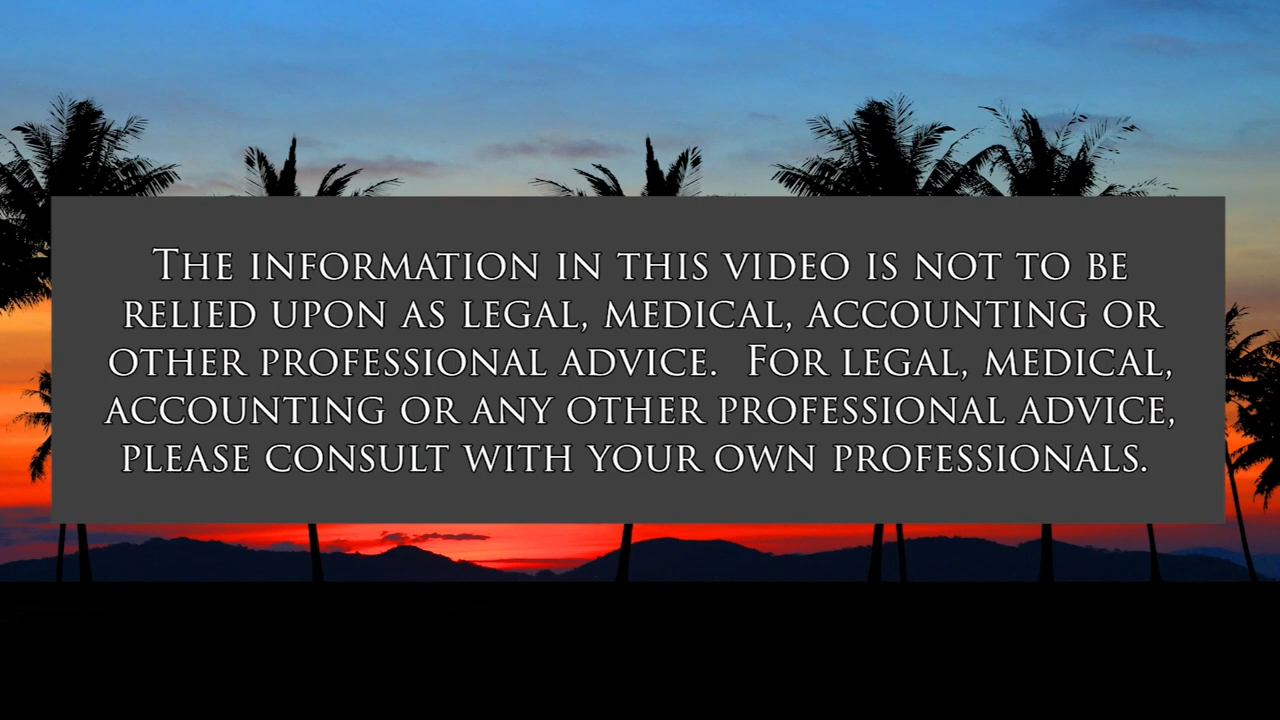 The information in this video is not to be
relied upon as legal, medical, accounting or
other professional advice.  For legal, medical,
accounting or any other professional advice,
please consult with your own professionals.